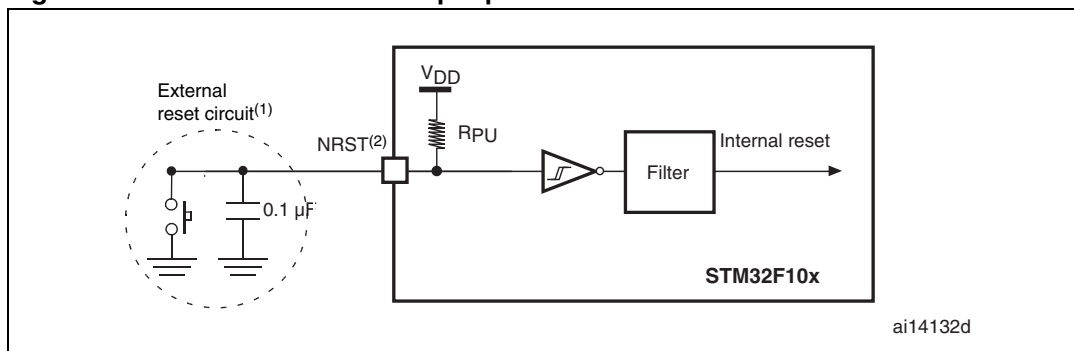 External
reset circuit(1)
VDD
RPU
NRST(2)
Internal reset
Filter
0.1 µF
STM32F10x
ai14132d